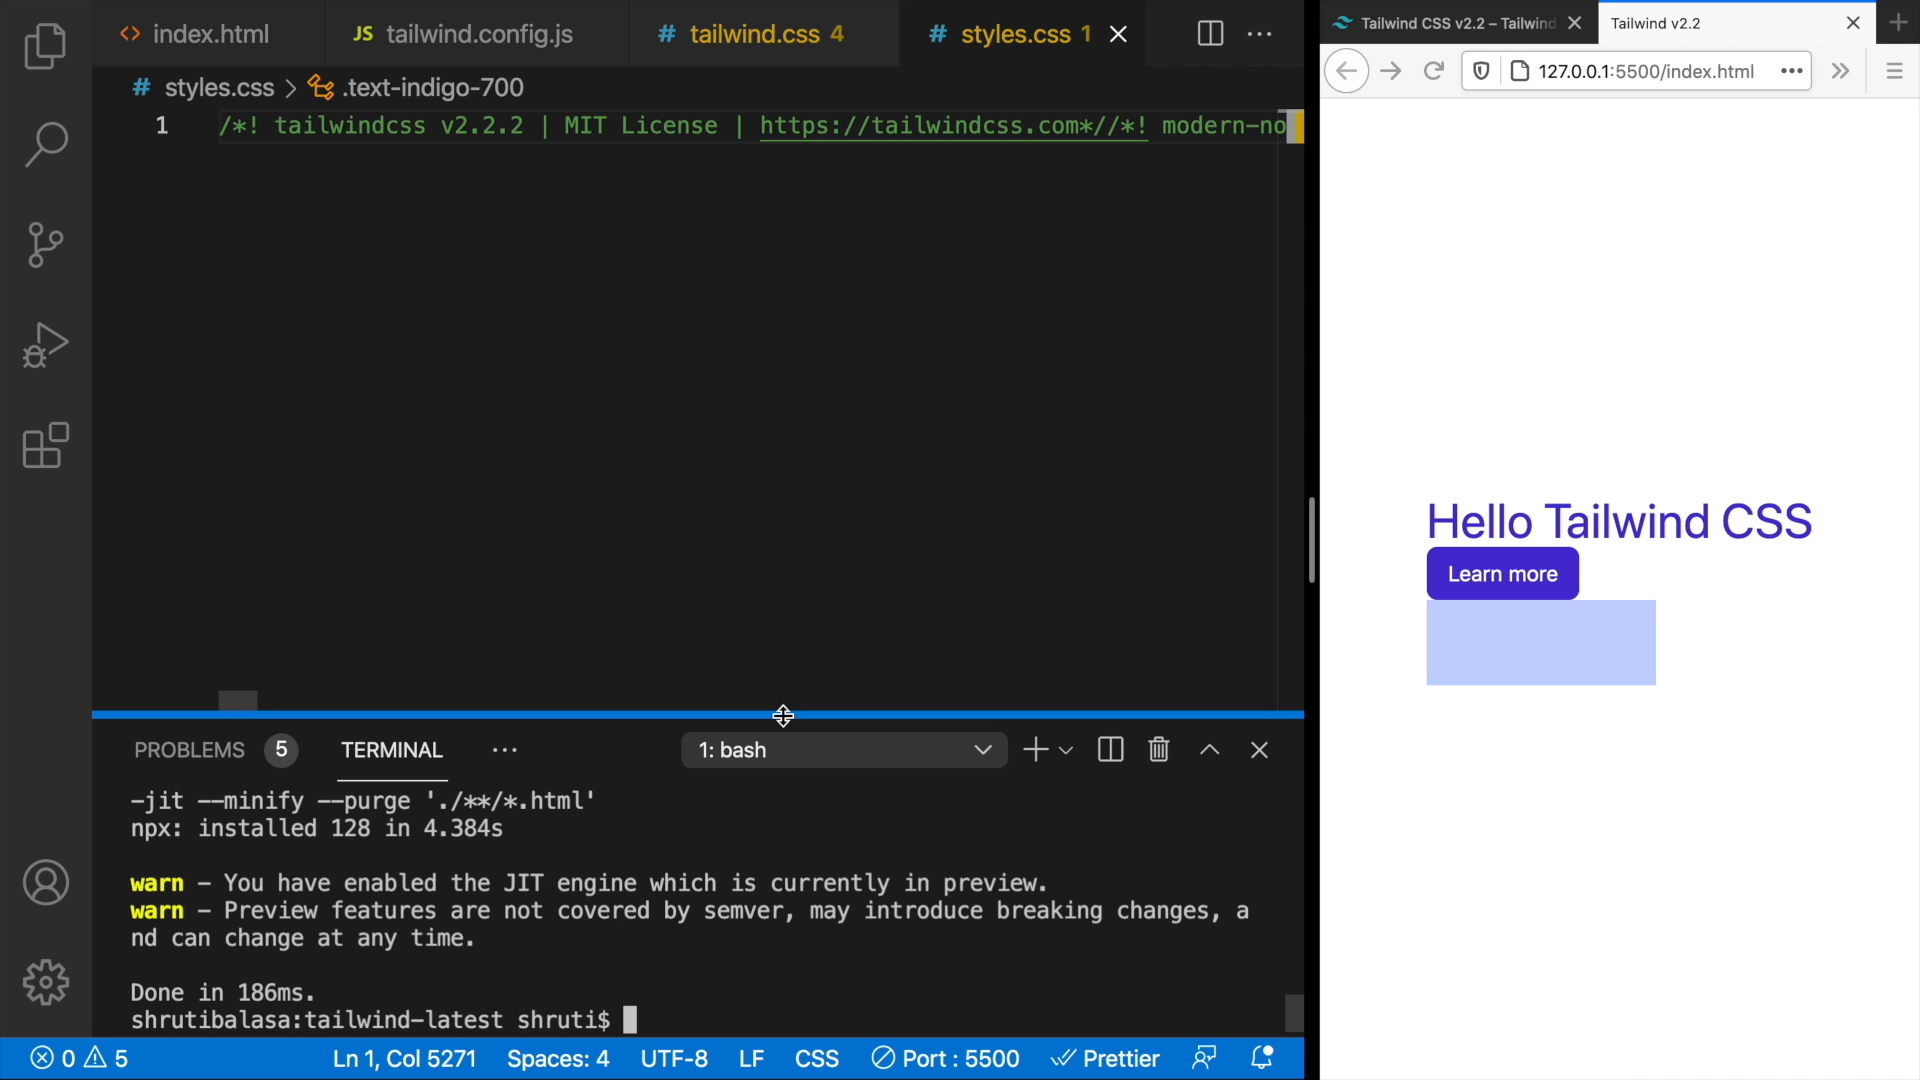 index.html
JS tailwind.config.js
# tailwind.css 4
# styles.css 1
# styles.css > .text-indigo-700
1 /*! tailwindcss v2.2.2 | MIT License | https://tailwindcss.com*//*! modern-no
PROBLEMS 5 TERMINAL
1: bash
-jit --minify --purge './**/*.html'
npx: installed 128 in 4.384s
warn - You have enabled the JIT engine which is currently in preview.
warn - Preview features are not covered by semver, may introduce breaking changes, a
nd can change at any time.
Done in 186ms.
shrutibalasa:tailwind-latest shruti$
0 5 Ln 1, Col 5271 Spaces: 4 UTF-8 LF CSS Port : 5500 Prettier
Tailwind CSS v2.2 – Tailwind
Tailwind v2.2
127.0.0.1:5500/index.html
Hello Tailwind CSS
Learn more